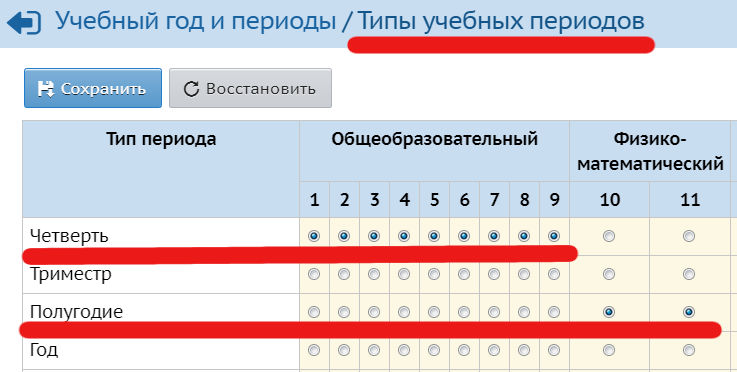 Учебный год и периоды / Типы учебных периодов
Сохранить Восстановить
Тип периода Общеобразовательный Физико-
математический
1 2 3 4 5 6 7 8 9 10 11
Четверть
Триместр
Полугодие
Год